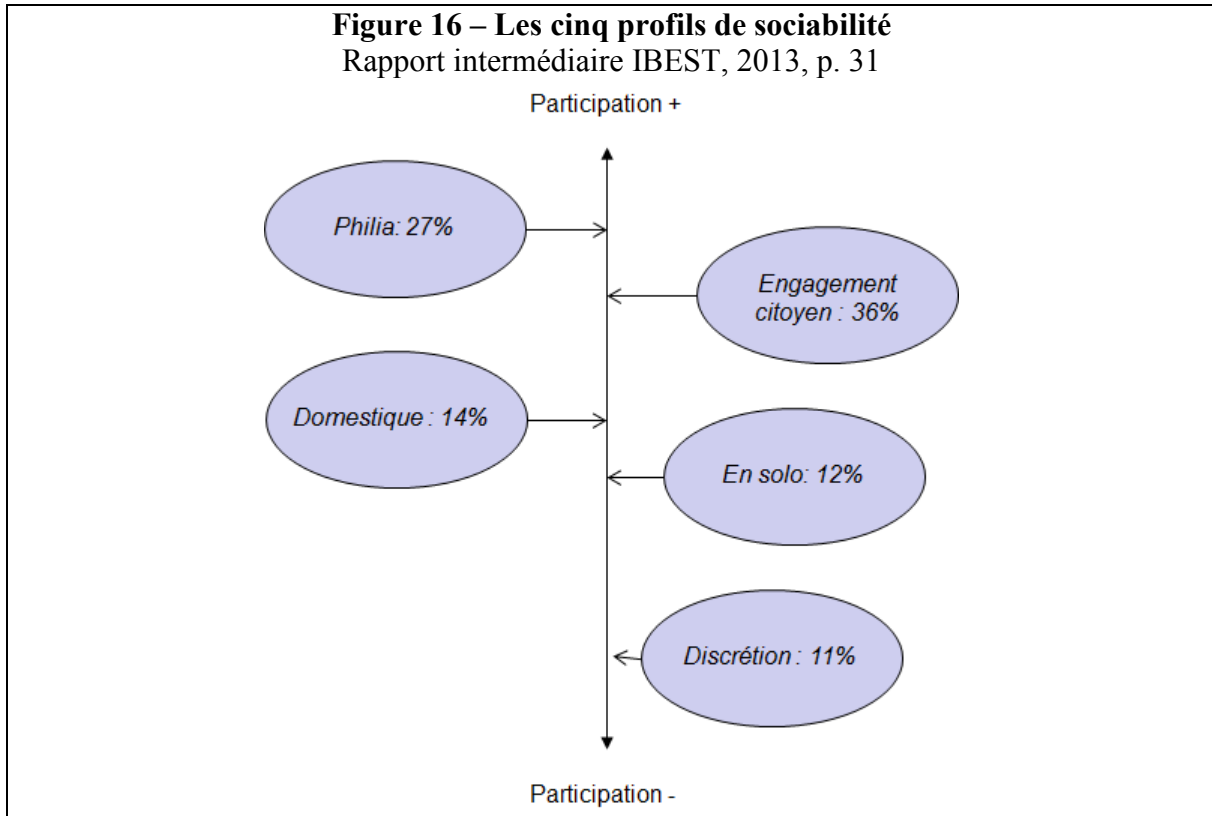 Figure 16 – Les cinq profils de sociabilité
Rapport intermédiaire IBEST, 2013, p. 31
Participation +
Philia: 27%
Engagement
citoyen : 36%
Domestique : 14%
En solo: 12%
Discrétion : 11%
Participation -